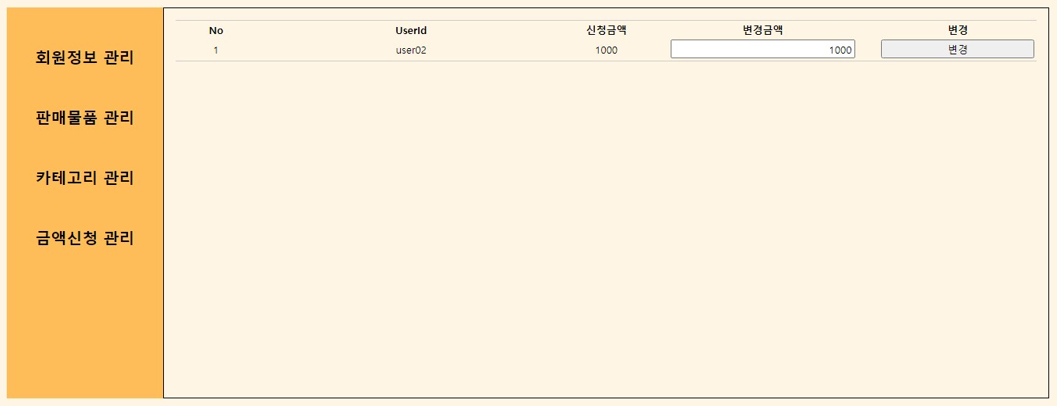 회원정보 관리
판매물품 관리
카테고리 관리
금액신청 관리
No UserId 신청금액 변경금액 변경
1 user02 1000 1000 변경